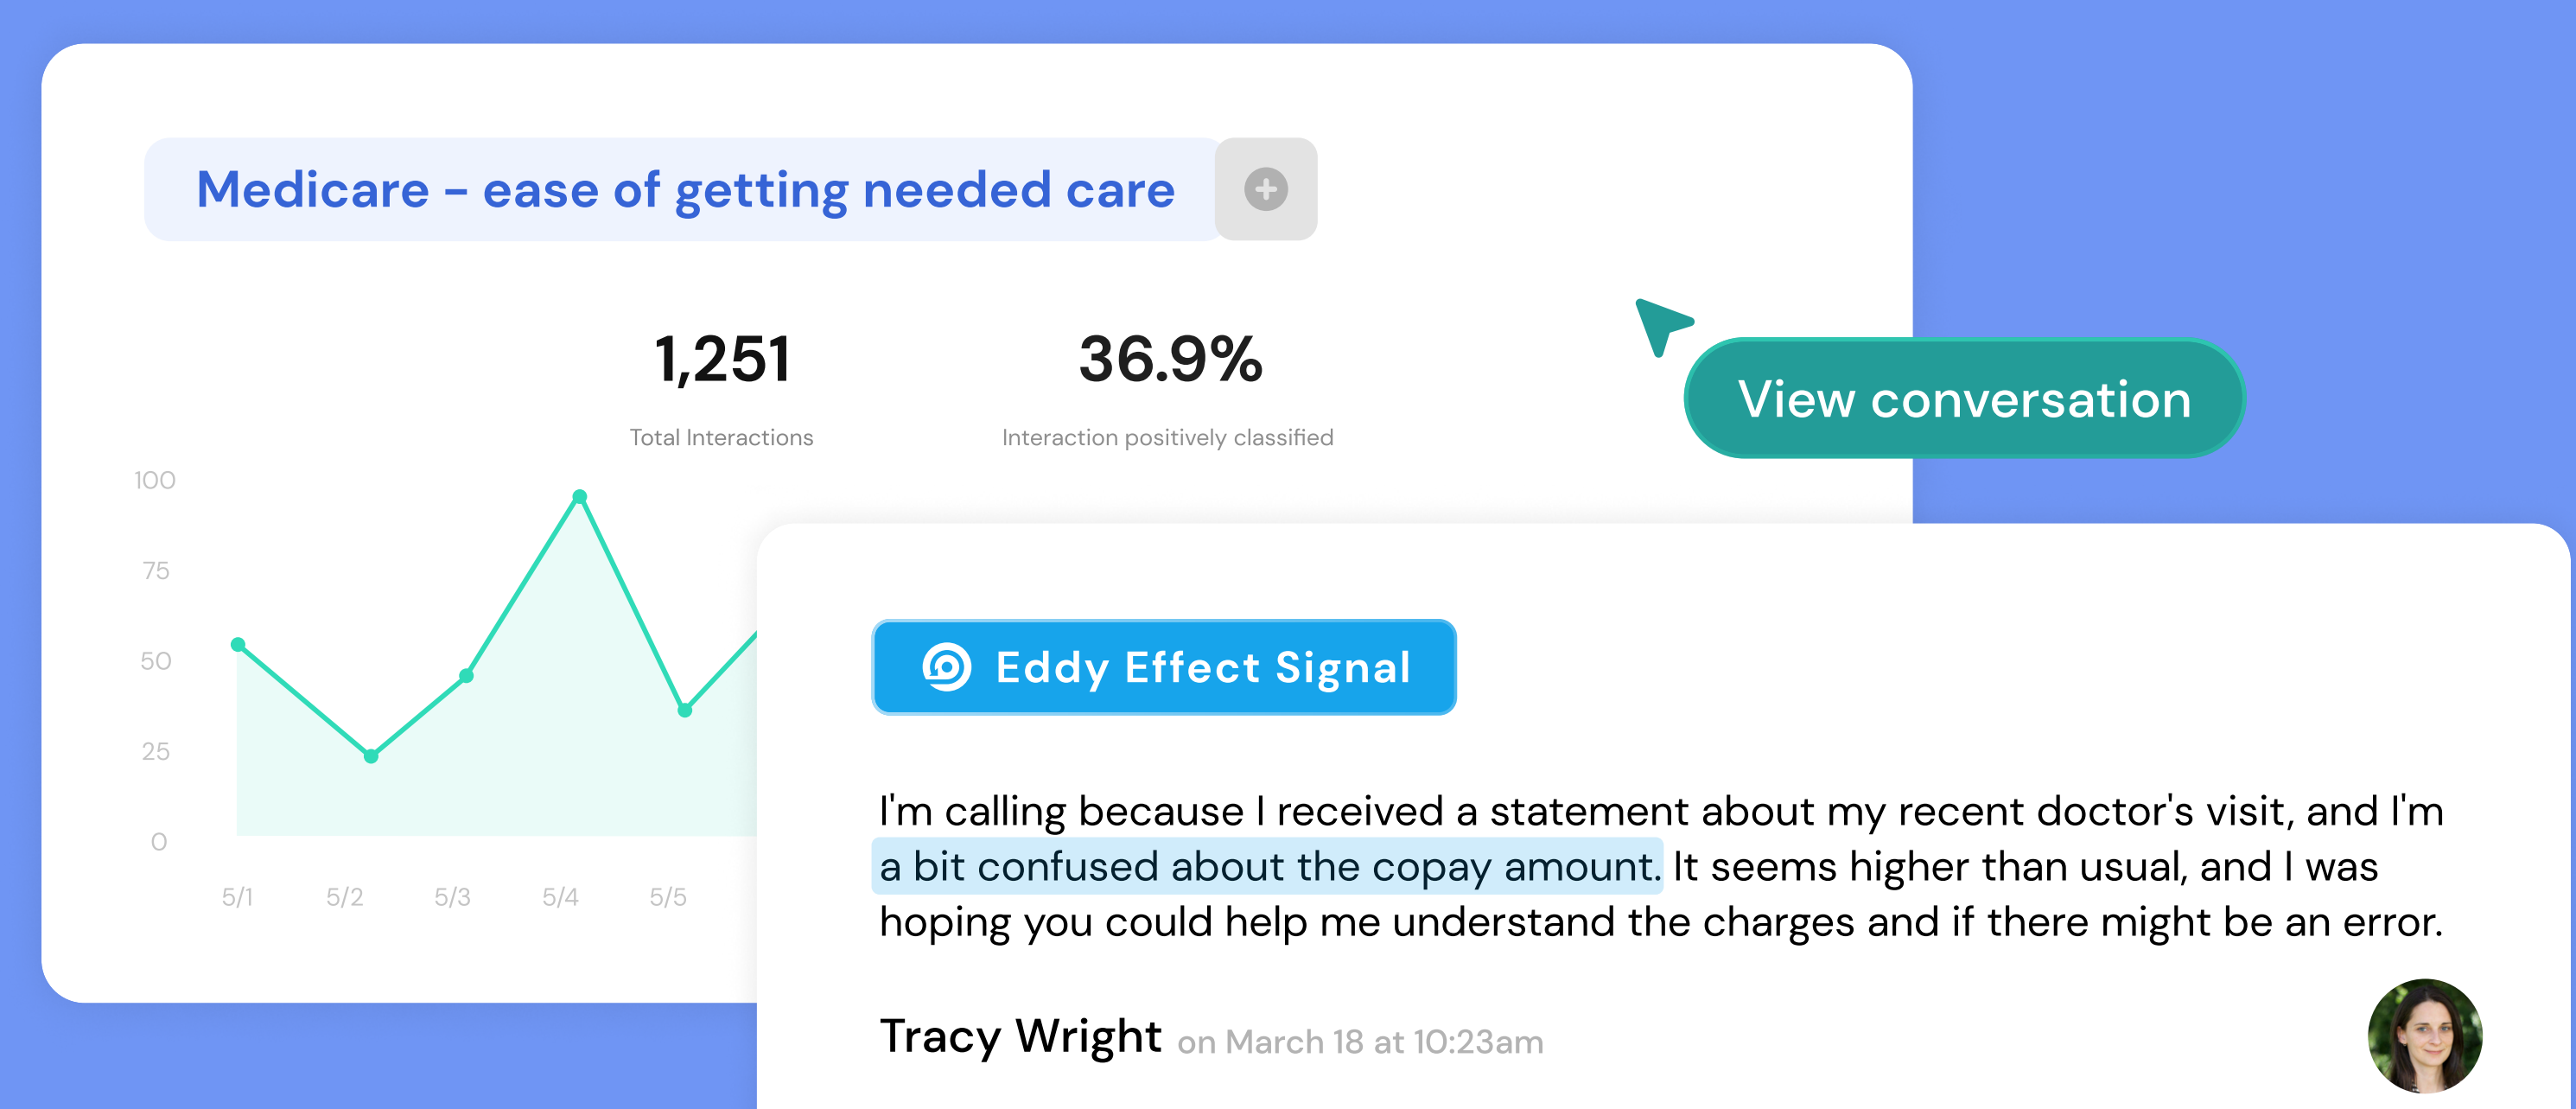 Medicare - ease of getting needed care
1,251
Total Interactions
36.9%
Interaction positively classified
View conversation
100
75
50
25
0
5/1 5/2 5/3 5/4 5/5
Eddy Effect Signal
I'm calling because I received a statement about my recent doctor's visit, and I'm
a bit confused about the copay amount. It seems higher than usual, and I was
hoping you could help me understand the charges and if there might be an error.
Tracy Wright on March 18 at 10:23am